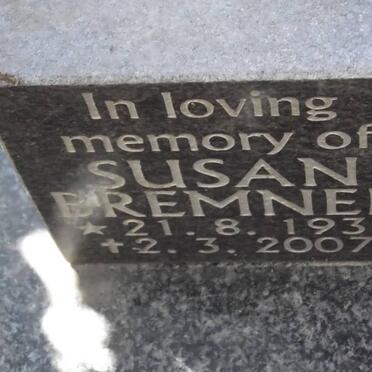 In loving
memory of
SUSAN
BREMNE
* 21. 8. 193
† 2. 3. 2007